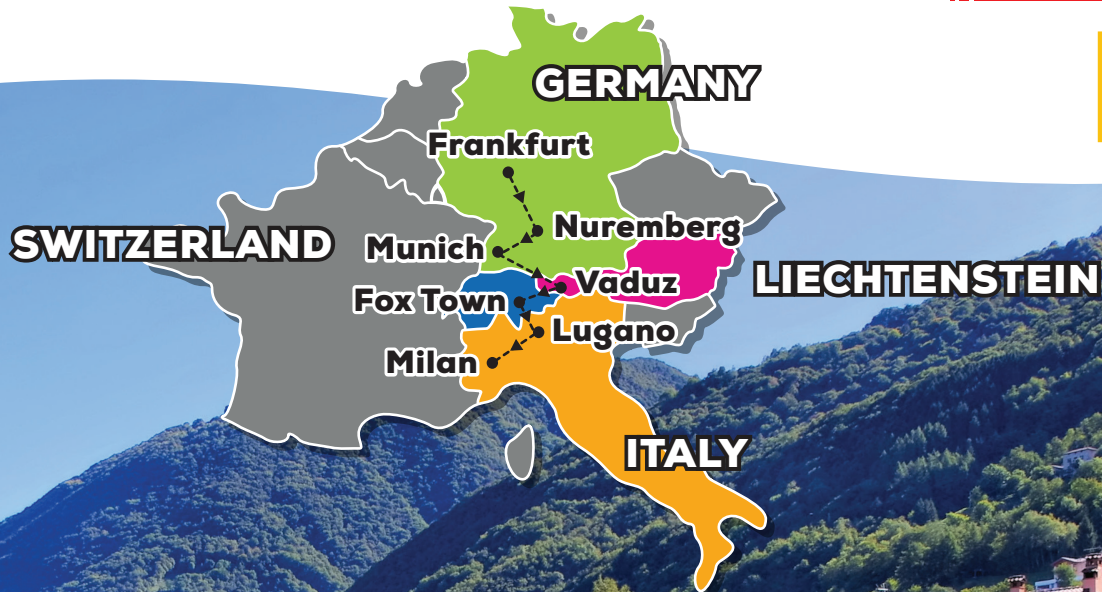 GERMANY
Frankfurt
Nuremberg
SWITZERLAND
Munich
LIECHTENSTEIN
Vaduz
Fox Town
Lugano
Milan
ITALY